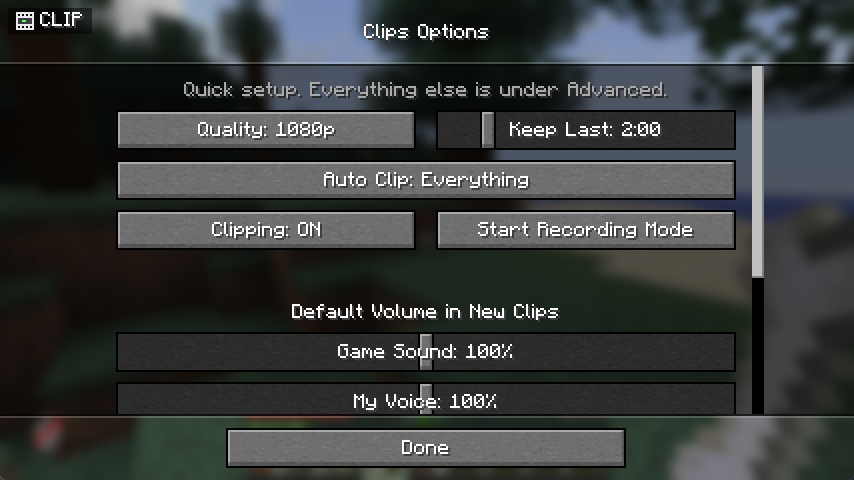 CLIP
Clips Options
Quick setup. Everything else is under Advanced.
Quality: 1080p
Keep Last: 2:00
Auto Clip: Everything
Clipping: ON
Start Recording Mode
Default Volume in New Clips
Game Sound: 100%
My Voice: 100%
Done